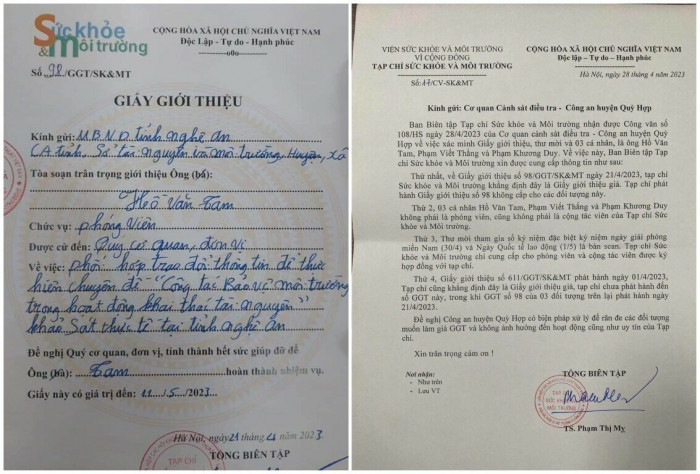 Sức khỏe
& Môi trường
CỘNG HÒA XÃ HỘI CHỦ NGHĨA VIỆT NAM
Độc Lập - Tự do - Hạnh phúc
Số 98/GGT/SK&MT
GIẤY GIỚI THIỆU
Kính gửi: U.B.N.D. tỉnh nghệ an
CA tỉnh. Sở tài nguyên và môi trường, Huyện, xã
Tòa soạn trân trọng giới thiệu Ông (bà):
Hồ Văn Tam
Chức vụ: phóng viên
Được cử đến: Quý cơ quan, đơn vị
Về việc: phối hợp trao đổi thông tin để thực
hiện chuyên đề "Công tác Bảo vệ môi trường
trong hoạt động khai thác tài nguyên"
khảo sát thực tế tại tỉnh nghệ an
Đề nghị Quý cơ quan, đơn vị, tỉnh thành hết sức giúp đỡ để
Ông (bà): Tam hoàn thành nhiệm vụ.
Giấy này có giá trị đến: 11/5/2023
Hà Nội, ngày 21 tháng 4 năm 2023
TỔNG BIÊN TẬP
TẠP CHÍ
VIỆN SỨC KHỎE VÀ MÔI TRƯỜNG
VÌ CỘNG ĐỒNG
TẠP CHÍ SỨC KHỎE VÀ MÔI TRƯỜNG
Số: 17/CV-SK&MT
CỘNG HÒA XÃ HỘI CHỦ NGHĨA VIỆT NAM
Độc lập – Tự do – Hạnh phúc
Hà Nội, ngày 28 tháng 4 năm 2023
Kính gửi: Cơ quan Cảnh sát điều tra - Công an huyện Quỳ Hợp
Ban Biên tập Tạp chí Sức khỏe và Môi trường nhận được Công văn số
108/HS ngày 28/4/2023 của Cơ quan cảnh sát điều tra - Công an huyện Quỳ
Hợp về việc xác minh Giấy giới thiệu, thư mời và 03 cá nhân, là ông Hồ Văn
Tam, Phạm Viết Thắng và Phạm Khương Duy. Về việc này, Ban Biên tập Tạp chí
Sức khỏe và Môi trường xin được cung cấp thông tin như sau:
Thứ nhất, về Giấy giới thiệu số 98/GGT/SK&MT ngày 21/4/2023, tạp chí
Sức khỏe và Môi trường khẳng định đây là Giấy giới thiệu giả. Tạp chí phát
hành Giấy giới thiệu số 98 không cấp cho các đối tượng này.
Thứ 2, 03 cá nhân Hồ Văn Tam, Phạm Viết Thắng và Phạm Khương Duy
không phải là phóng viên, cũng không phải là cộng tác viên của Tạp chí Sức
khỏe và Môi trường.
Thứ 3, Thư mời tham gia số kỷ niệm đặc biệt kỷ niệm ngày giải phóng
miền Nam (30/4) và Ngày Quốc tế lao động (1/5) là bản scan. Tạp chí Sức
khỏe và Môi trường chỉ cung cấp cho phóng viên và cộng tác viên được ký
hợp đồng với tạp chí.
Thứ 4, Giấy giới thiệu số 611/GGT/SK&MT phát hành ngày 01/4/2023,
Tạp chí cũng khẳng định đây là Giấy giới thiệu giả, tạp chí chưa phát hành đến
số GGT này, trong khi GGT số 98 của 03 đối tượng trên lại phát hành ngày
21/4/2023.
Đề nghị Công an huyện Quỳ Hợp có biện pháp xử lý để răn đe các đối tượng
muốn làm giả GGT và không ảnh hưởng đến hoạt động cũng như uy tín của Tạp
chí.
Xin trân trọng cảm ơn !
Nơi nhận:
- Như trên
- Lưu VT
TỔNG BIÊN TẬP
TẠP CHÍ
SỨC KHỎE VÀ
MÔI TRƯỜNG
TS. Phạm Thị Mỵ